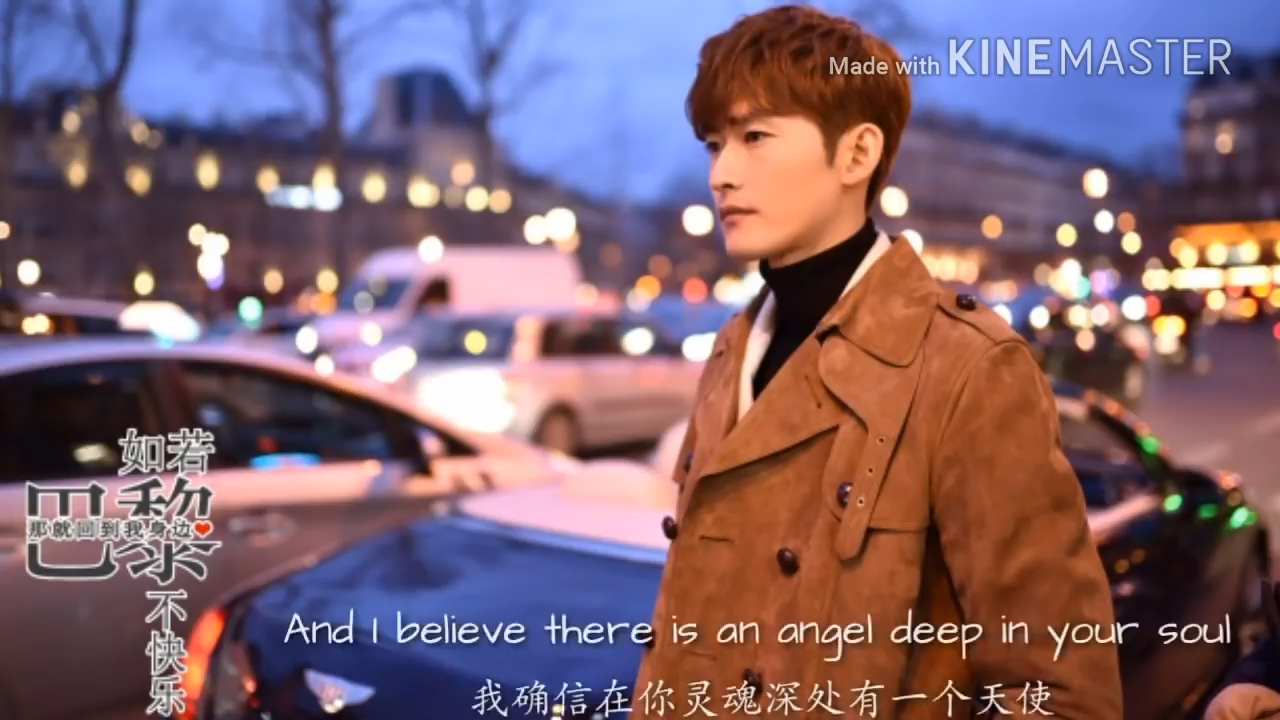 Made with KINEMASTER
如若
巴黎
那就回到我身边
不快乐
And I believe there is an angel deep in your soul
我确信在你灵魂深处有一个天使